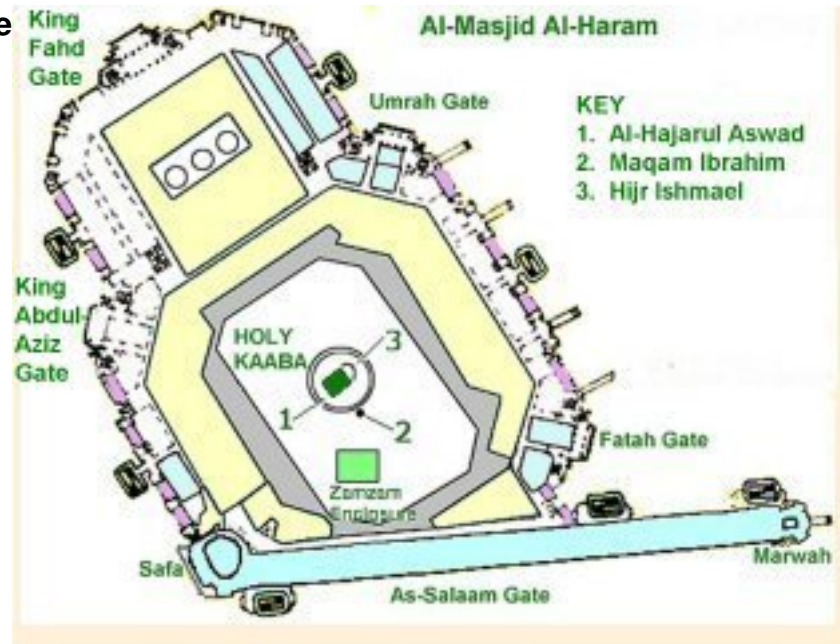 e
King
Fahd
Gate
Al-Masjid Al-Haram
Umrah Gate
KEY
1. Al-Hajarul Aswad
2. Maqam Ibrahim
3. Hijr Ishmael
King
Abdul
Aziz
Gate
HOLY
KAABA
3
1
2
Zamzam
Enclosure
Fatah Gate
Safa
As-Salaam Gate
Marwah